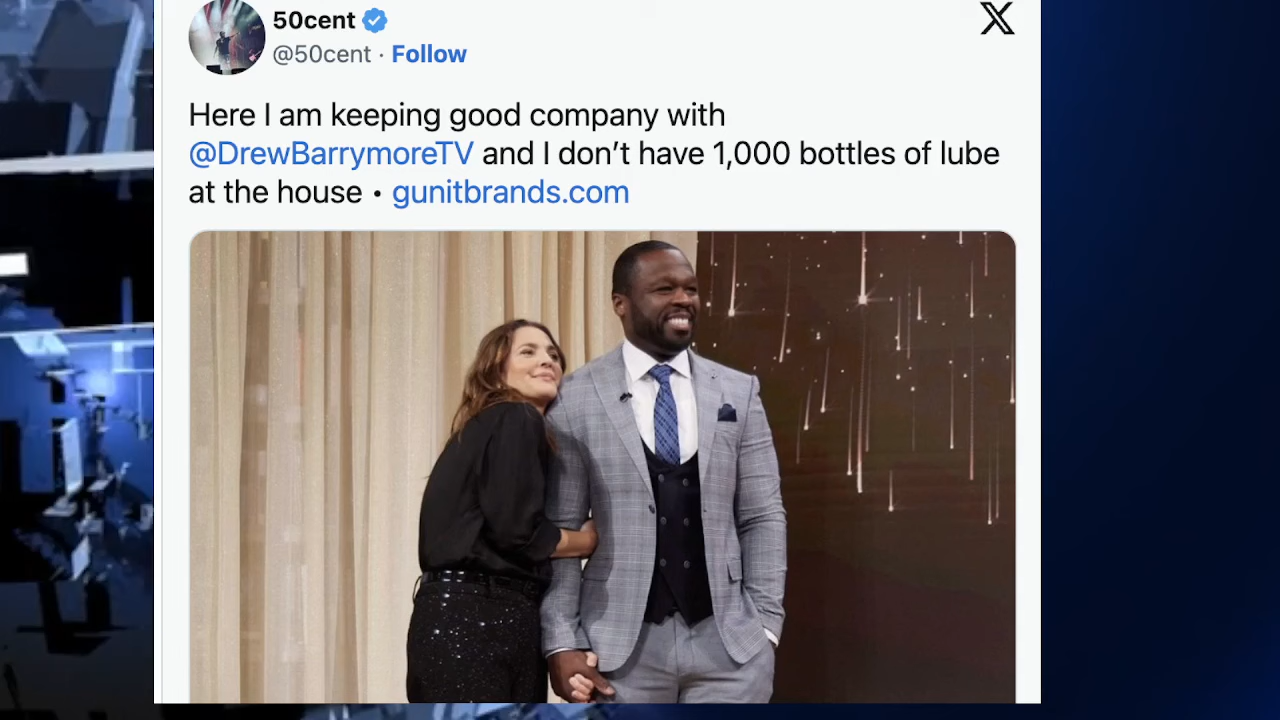 50cent
@50cent · Follow
Here I am keeping good company with
@DrewBarrymoreTV and I don’t have 1,000 bottles of lube
at the house • gunitbrands.com